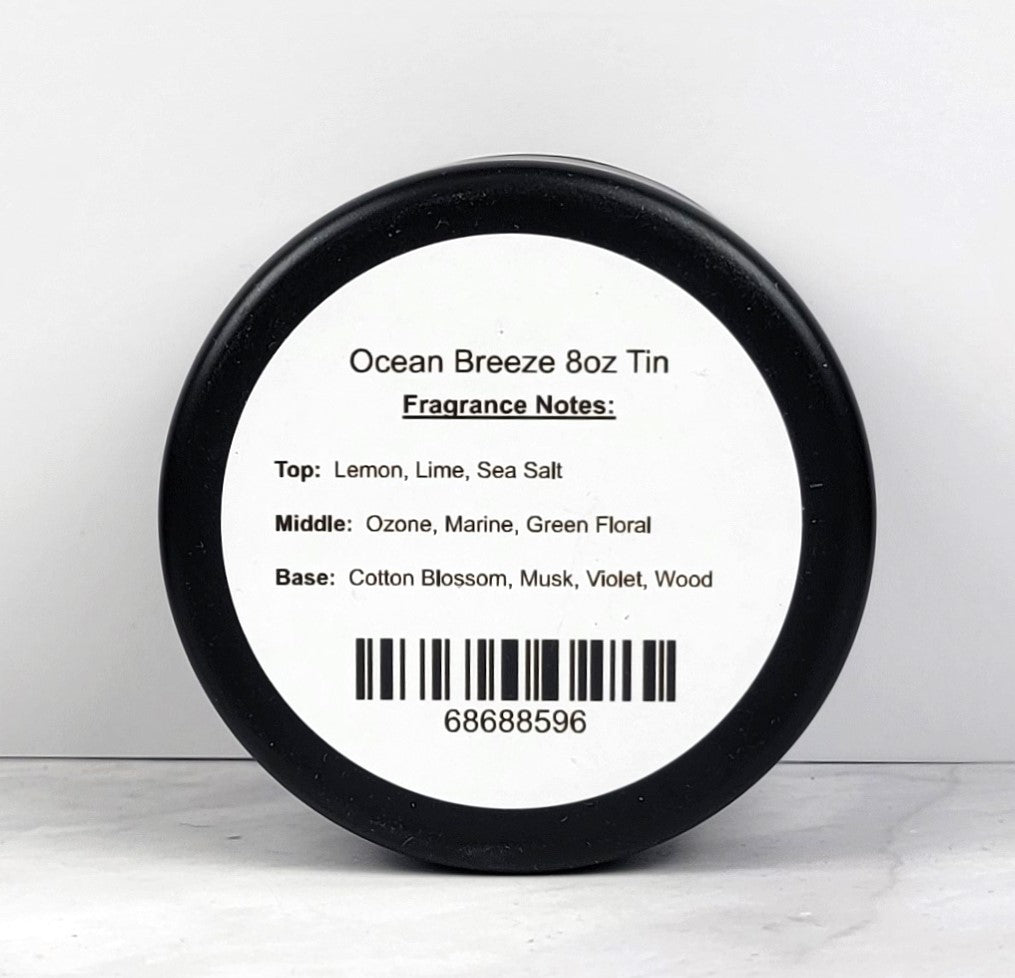 Ocean Breeze 8oz Tin
Fragrance Notes:
Top: Lemon, Lime, Sea Salt
Middle: Ozone, Marine, Green Floral
Base: Cotton Blossom, Musk, Violet, Wood
68688596